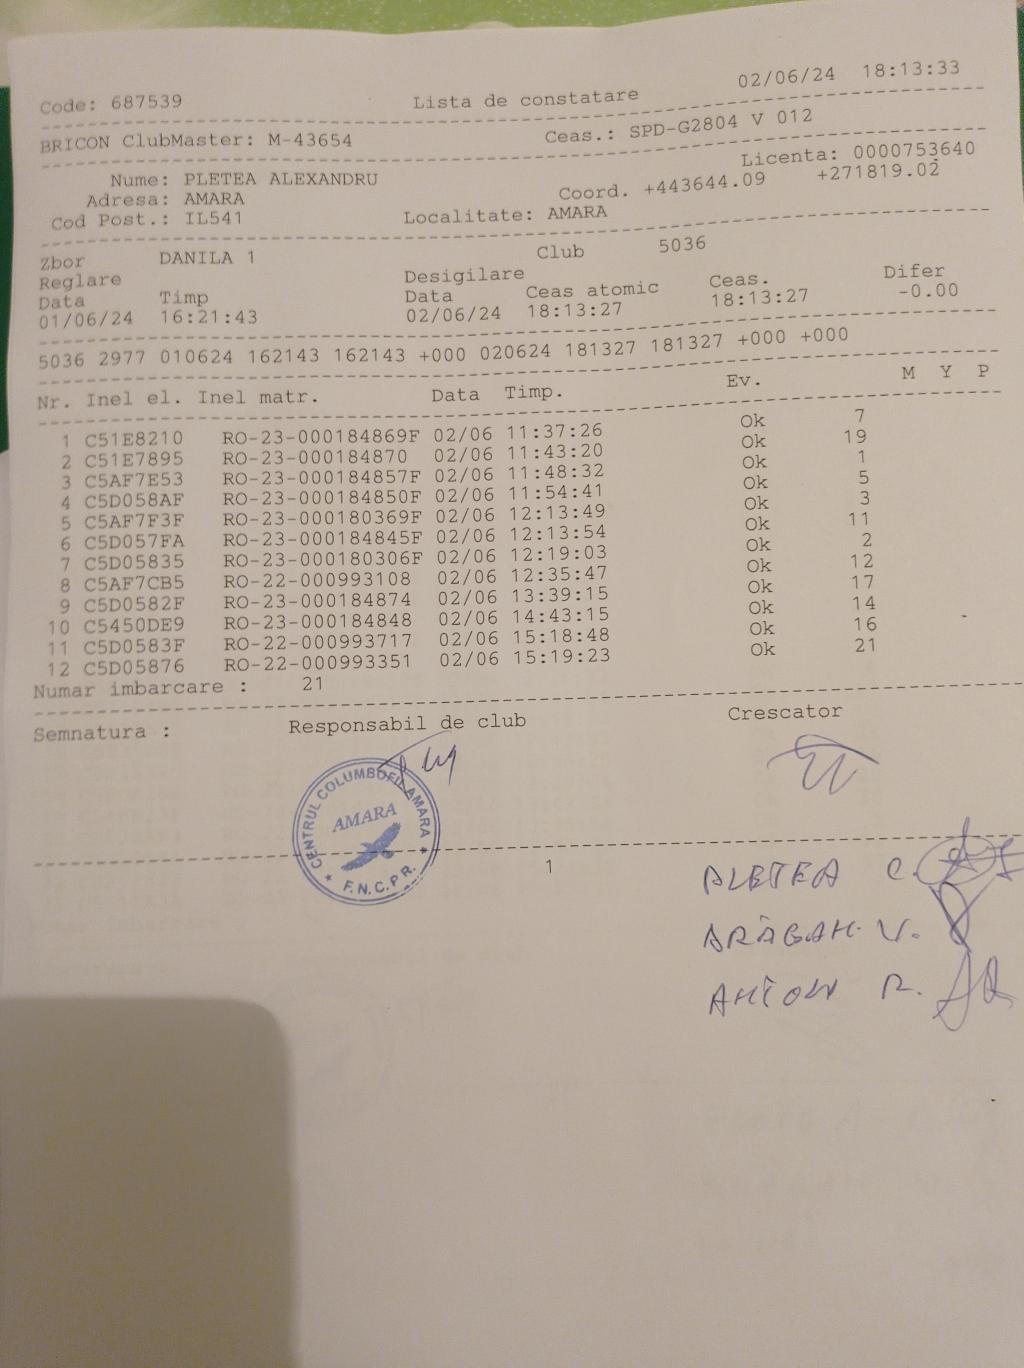 02/06/24 18:13:33
Code: 687539 Lista de constatare
BRICON ClubMaster: M-43654 Ceas.: SPD-G2804 V 012
Licenta: 0000753640
Nume: PLETEA ALEXANDRU Coord. +443644.09 +271819.02
Adresa: AMARA
Cod Post.: IL541 Localitate: AMARA
Zbor DANILA 1 Club 5036
Reglare Desigilare
Data Timp Data Ceas atomic Ceas. Difer
01/06/24 16:21:43 02/06/24 18:13:27 18:13:27 -0.00
5036 2977 010624 162143 162143 +000 020624 181327 181327 +000 +000
Nr. Inel el. Inel matr. Data Timp. Ev. M Y P
1 C51E8210 RO-23-000184869F 02/06 11:37:26 Ok 7
2 C51E7895 RO-23-000184870 02/06 11:43:20 Ok 19
3 C5AF7E53 RO-23-000184857F 02/06 11:48:32 Ok 1
4 C5D058AF RO-23-000184850F 02/06 11:54:41 Ok 5
5 C5AF7F3F RO-23-000180369F 02/06 12:13:49 Ok 3
6 C5D057FA RO-23-000184845F 02/06 12:13:54 Ok 11
7 C5D05835 RO-23-000180306F 02/06 12:19:03 Ok 2
8 C5AF7CB5 RO-22-000993108 02/06 12:35:47 Ok 12
9 C5D0582F RO-23-000184874 02/06 13:39:15 Ok 17
10 C5450DE9 RO-23-000184848 02/06 14:43:15 Ok 14
11 C5D0583F RO-22-000993717 02/06 15:18:48 Ok 16
12 C5D05876 RO-22-000993351 02/06 15:19:23 Ok 21
Numar imbarcare : 21
Semnatura : Responsabil de club Crescator
CENTRUL COLUMBOFIL AMARA
AMARA
F.N.C.P.R.
1
PLETEA C.
DRĂGAN V.
ANTON R.